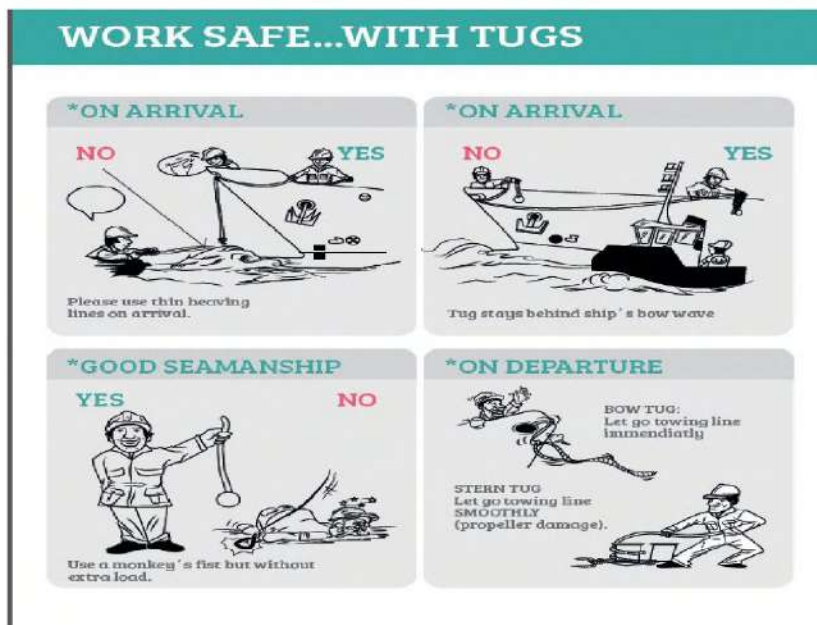 WORK SAFE...WITH TUGS
*ON ARRIVAL
NO
YES
Please use thin heaving
lines on arrival.
*ON ARRIVAL
NO
YES
Tug stays behind ship's bow wave
*GOOD SEAMANSHIP
YES
NO
Use a monkey's fist but without
extra load.
*ON DEPARTURE
BOW TUG:
Let go towing line
immendiatly
STERN TUG
Let go towing line
SMOOTHLY
(propeller damage).